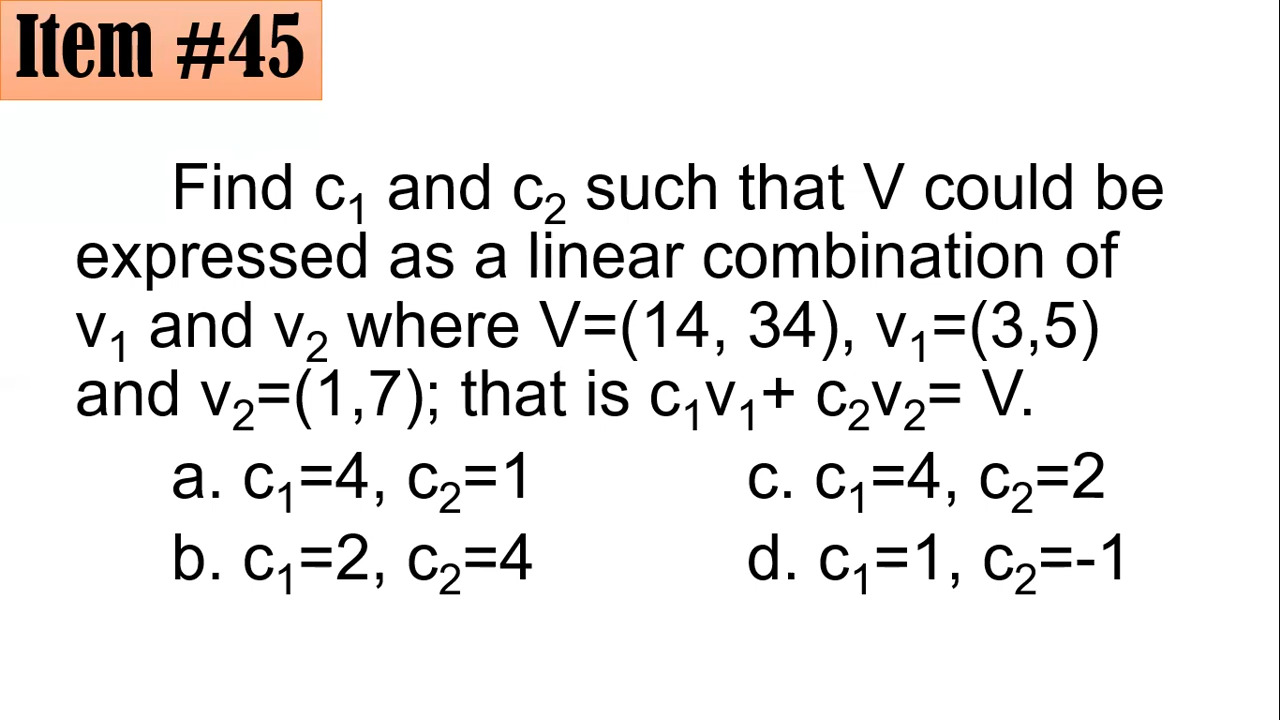 Item #45
Find c₁ and c₂ such that V could be
expressed as a linear combination of
v₁ and v₂ where V=(14, 34), v₁=(3,5)
and v₂=(1,7); that is c₁v₁+ c₂v₂= V.
a. c₁=4, c₂=1 c. c₁=4, c₂=2
b. c₁=2, c₂=4 d. c₁=1, c₂=-1